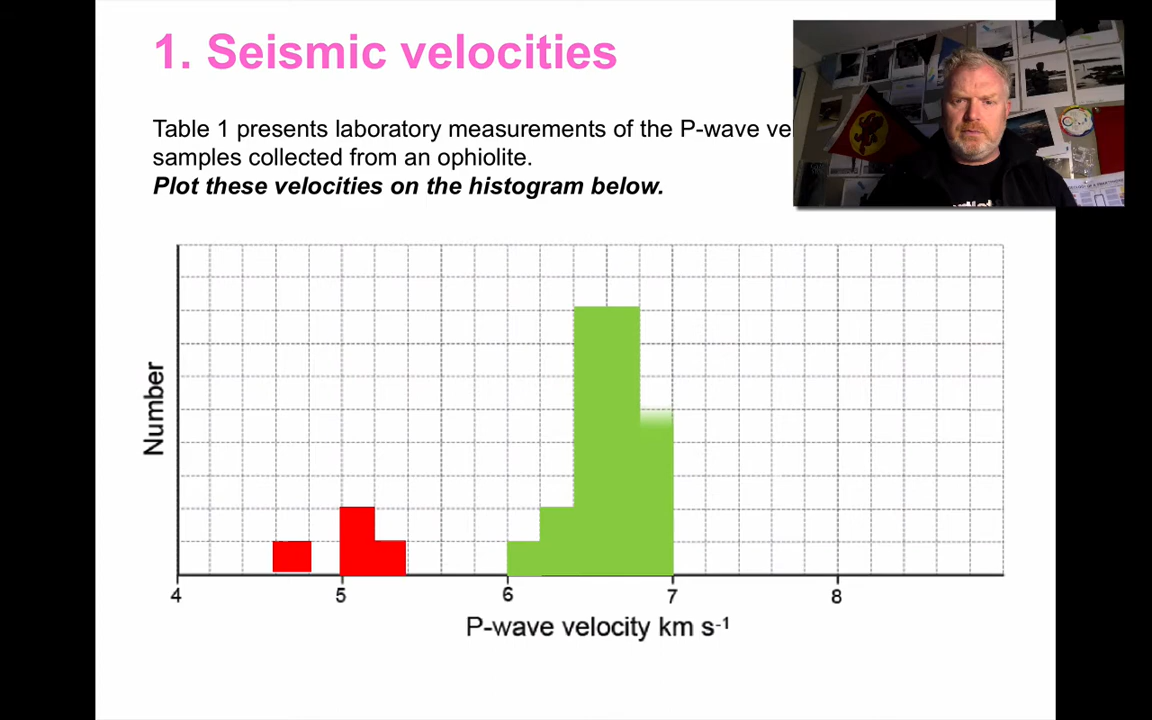 1. Seismic velocities
Table 1 presents laboratory measurements of the P-wave
samples collected from an ophiolite.
Plot these velocities on the histogram below.
Number
4 5 6 7 8
P-wave velocity km s-1